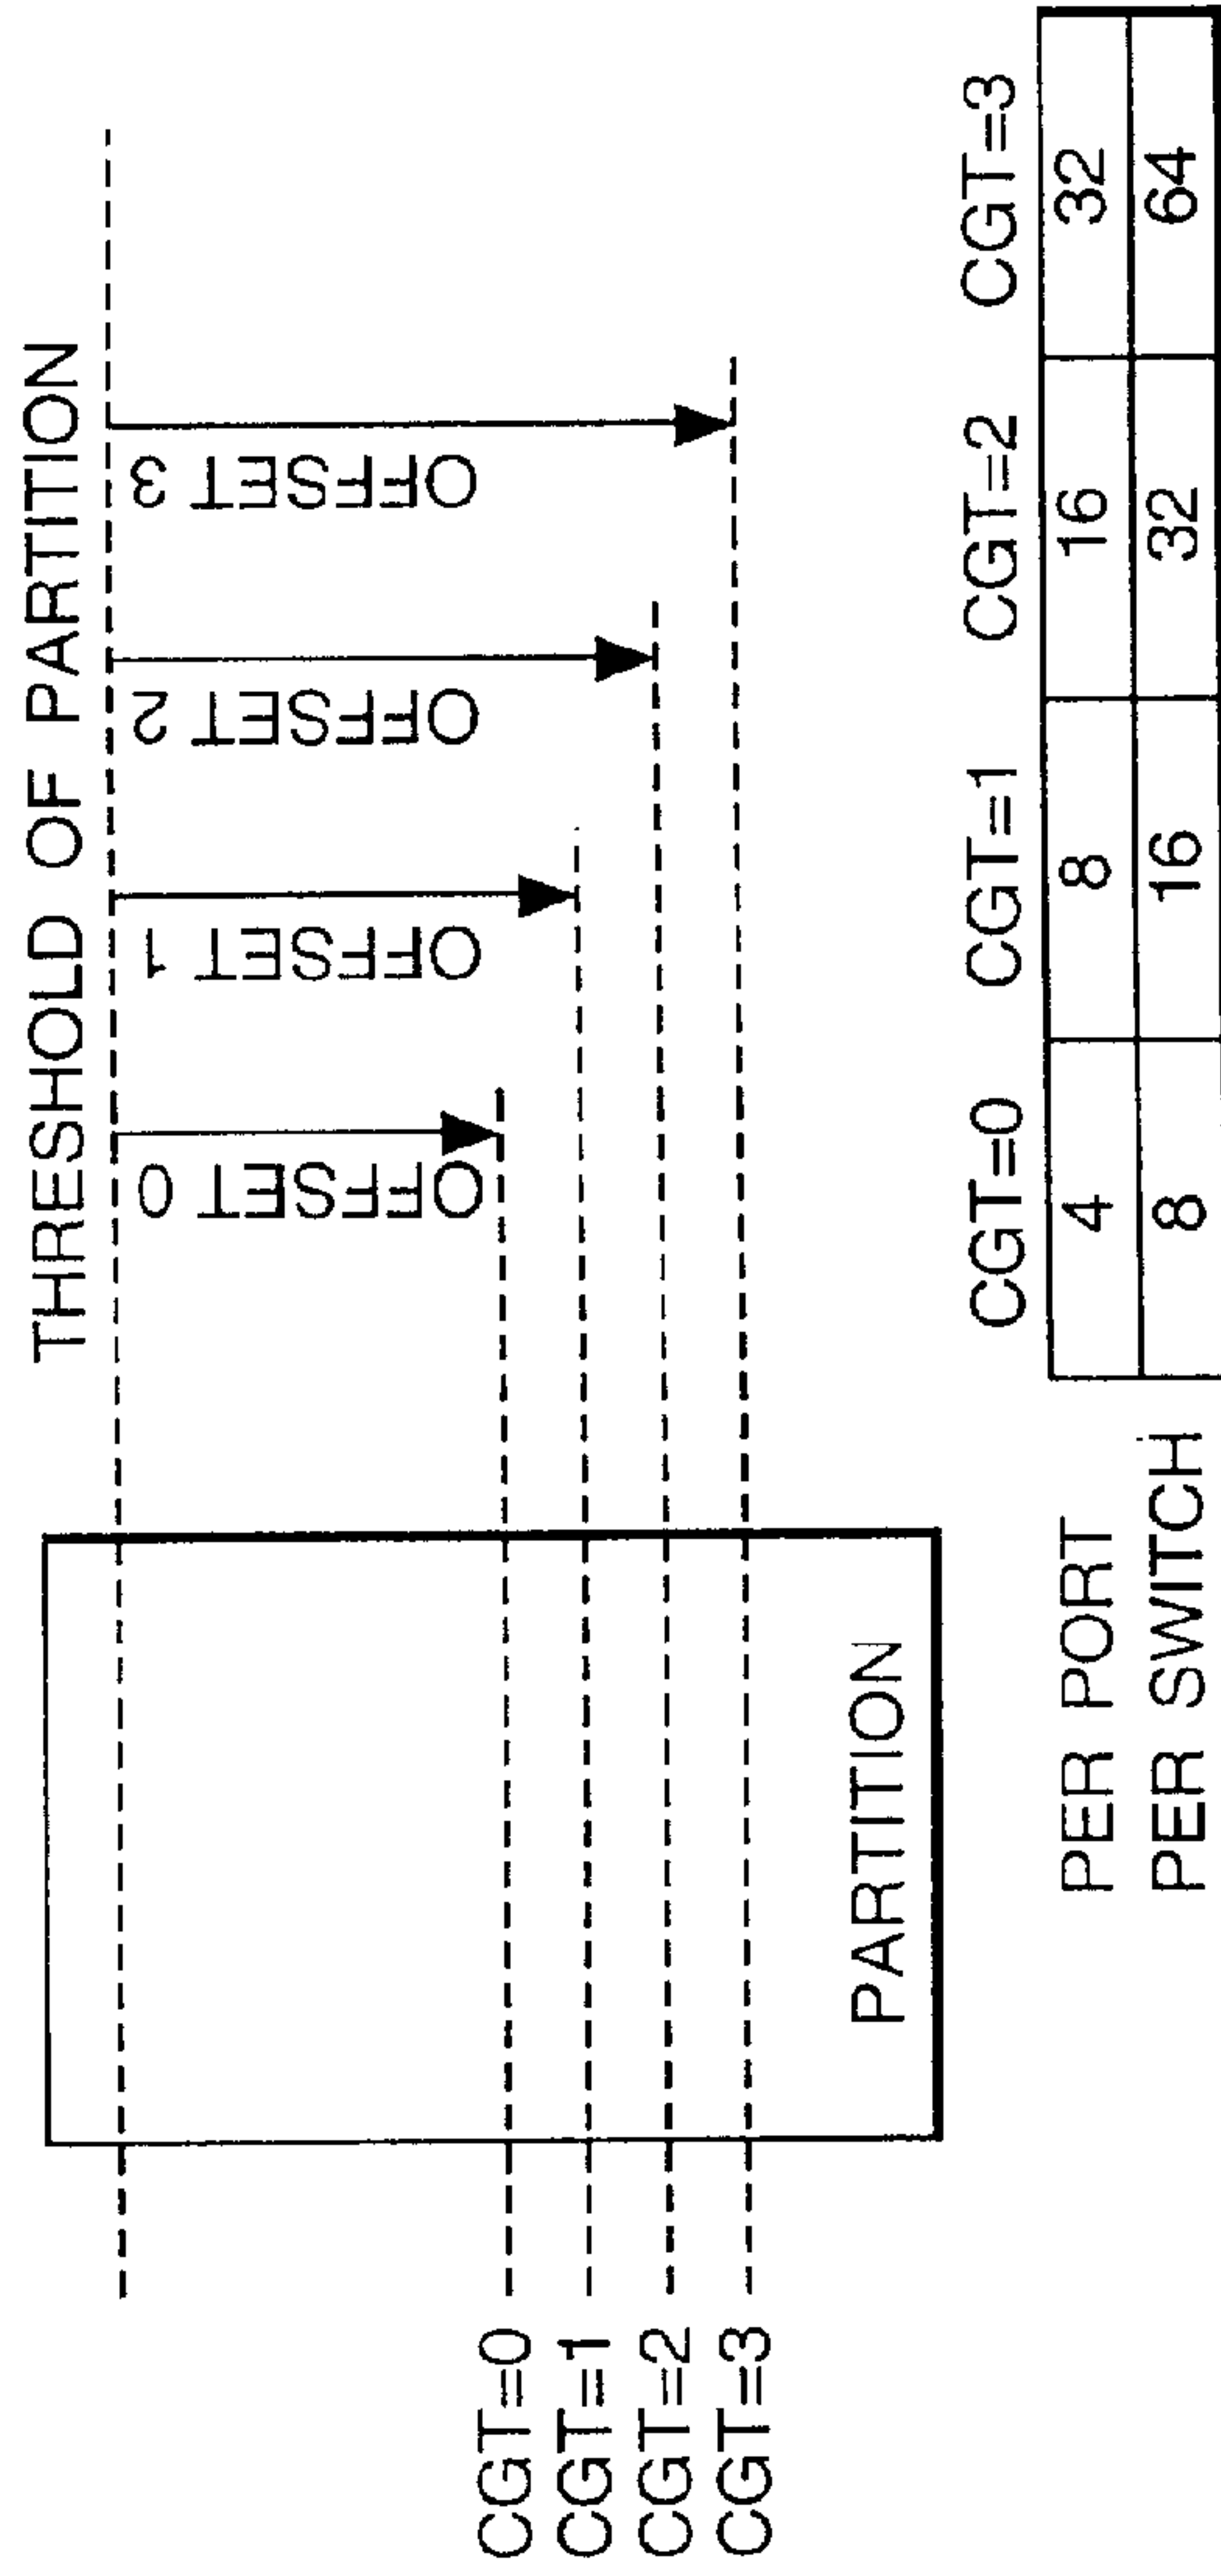 THRESHOLD OF PARTITION
OFFSET 0
OFFSET 1
OFFSET 2
OFFSET 3
CGT=0
CGT=1
CGT=2
CGT=3
PARTITION
CGT=0 CGT=1 CGT=2 CGT=3
PER PORT 4 8 16 32
PER SWITCH 8 16 32 64